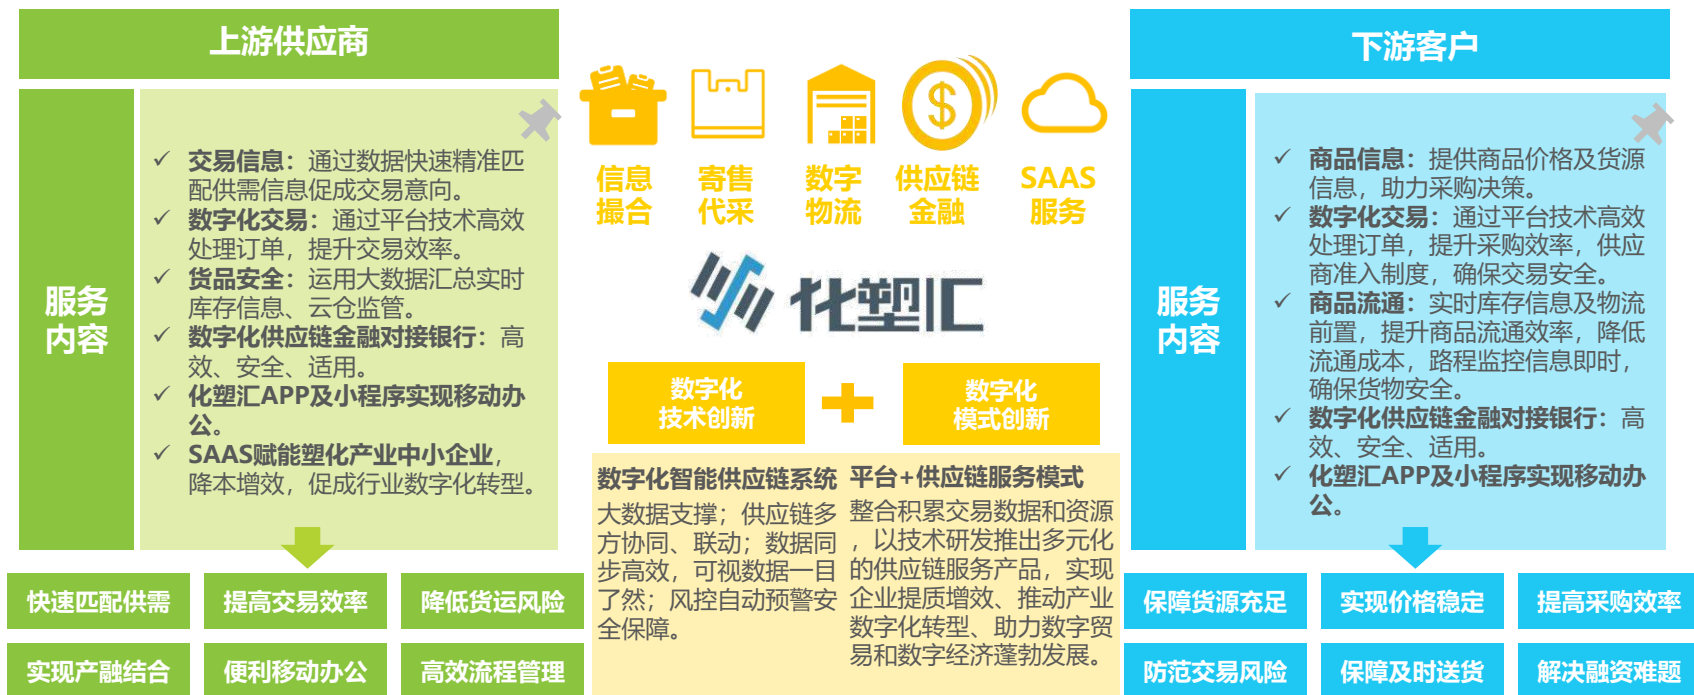 上游供应商
服务
内容
✓ 交易信息：通过数据快速精准匹
配供需信息促成交易意向。
✓ 数字化交易：通过平台技术高效
处理订单，提升交易效率。
✓ 货品安全：运用大数据汇总实时
库存信息、云仓监管。
✓ 数字化供应链金融对接银行：高
效、安全、适用。
✓ 化塑汇APP及小程序实现移动办
公。
✓ SAAS赋能塑化产业中小企业，
降本增效，促成行业数字化转型。
快速匹配供需
提高交易效率
降低货运风险
实现产融结合
便利移动办公
高效流程管理
信息
撮合
寄售
代采
数字
物流
供应链
金融
SAAS
服务
化塑汇
数字化
技术创新
数字化
模式创新
数字化智能供应链系统
大数据支撑；供应链多
方协同、联动；数据同
步高效，可视数据一目
了然；风控自动预警安
全保障。
平台+供应链服务模式
整合积累交易数据和资源
，以技术研发推出多元化
的供应链服务产品，实现
企业提质增效、推动产业
数字化转型、助力数字贸
易和数字经济蓬勃发展。
下游客户
服务
内容
✓ 商品信息：提供商品价格及货源
信息，助力采购决策。
✓ 数字化交易：通过平台技术高效
处理订单，提升采购效率，供应
商准入制度，确保交易安全。
✓ 商品流通：实时库存信息及物流
前置，提升商品流通效率，降低
流通成本，路程监控信息即时，
确保货物安全。
✓ 数字化供应链金融对接银行：高
效、安全、适用。
✓ 化塑汇APP及小程序实现移动办
公。
保障货源充足
实现价格稳定
提高采购效率
防范交易风险
保障及时送货
解决融资难题